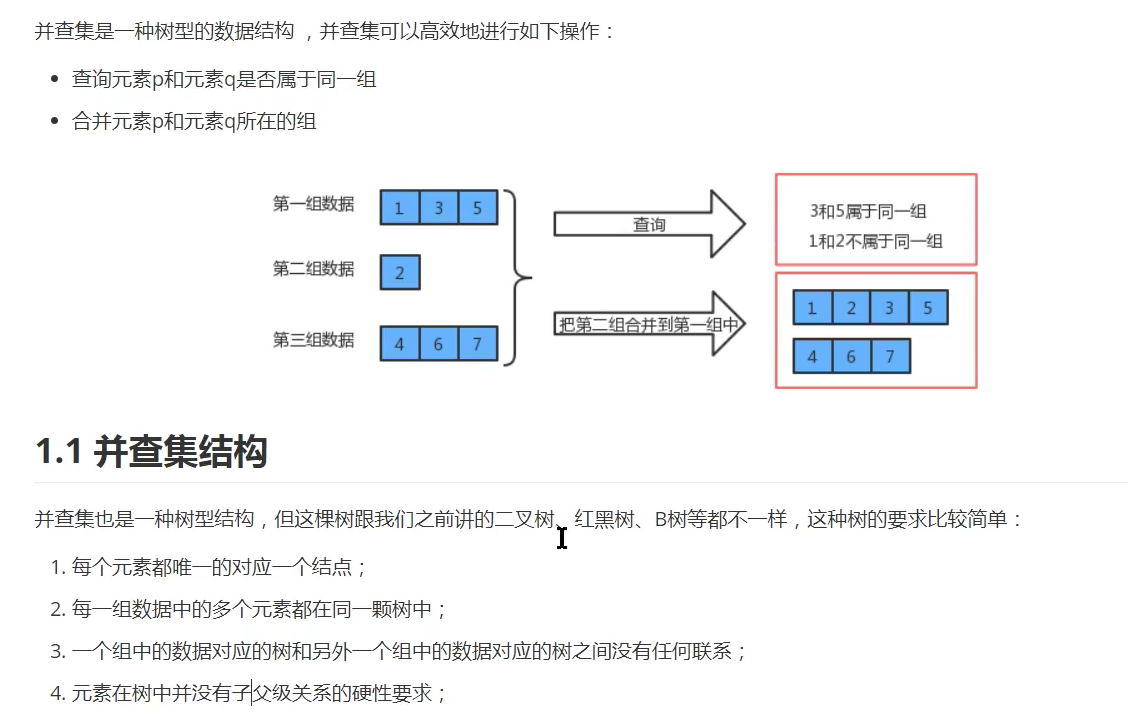 并查集是一种树型的数据结构 ，并查集可以高效地进行如下操作：
• 查询元素p和元素q是否属于同一组
• 合并元素p和元素q所在的组
第一组数据 1 3 5
第二组数据 2
第三组数据 4 6 7
查询
把第二组合并到第一组中
3和5属于同一组
1和2不属于同一组
1 2 3 5
4 6 7
1.1 并查集结构
并查集也是一种树型结构，但这棵树跟我们之前讲的二叉树、红黑树、B树等都不一样，这种树的要求比较简单：
1. 每个元素都唯一的对应一个结点；
2. 每一组数据中的多个元素都在同一颗树中；
3. 一个组中的数据对应的树和另外一个组中的数据对应的树之间没有任何联系；
4. 元素在树中并没有子父级关系的硬性要求；